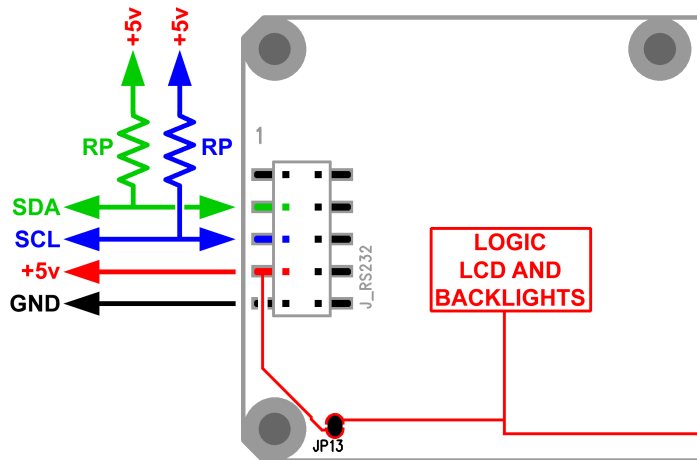 +5v
+5v
RP
RP
1
SDA
SCL
+5v
GND
J_RS232
LOGIC
LCD AND
BACKLIGHTS
JP13